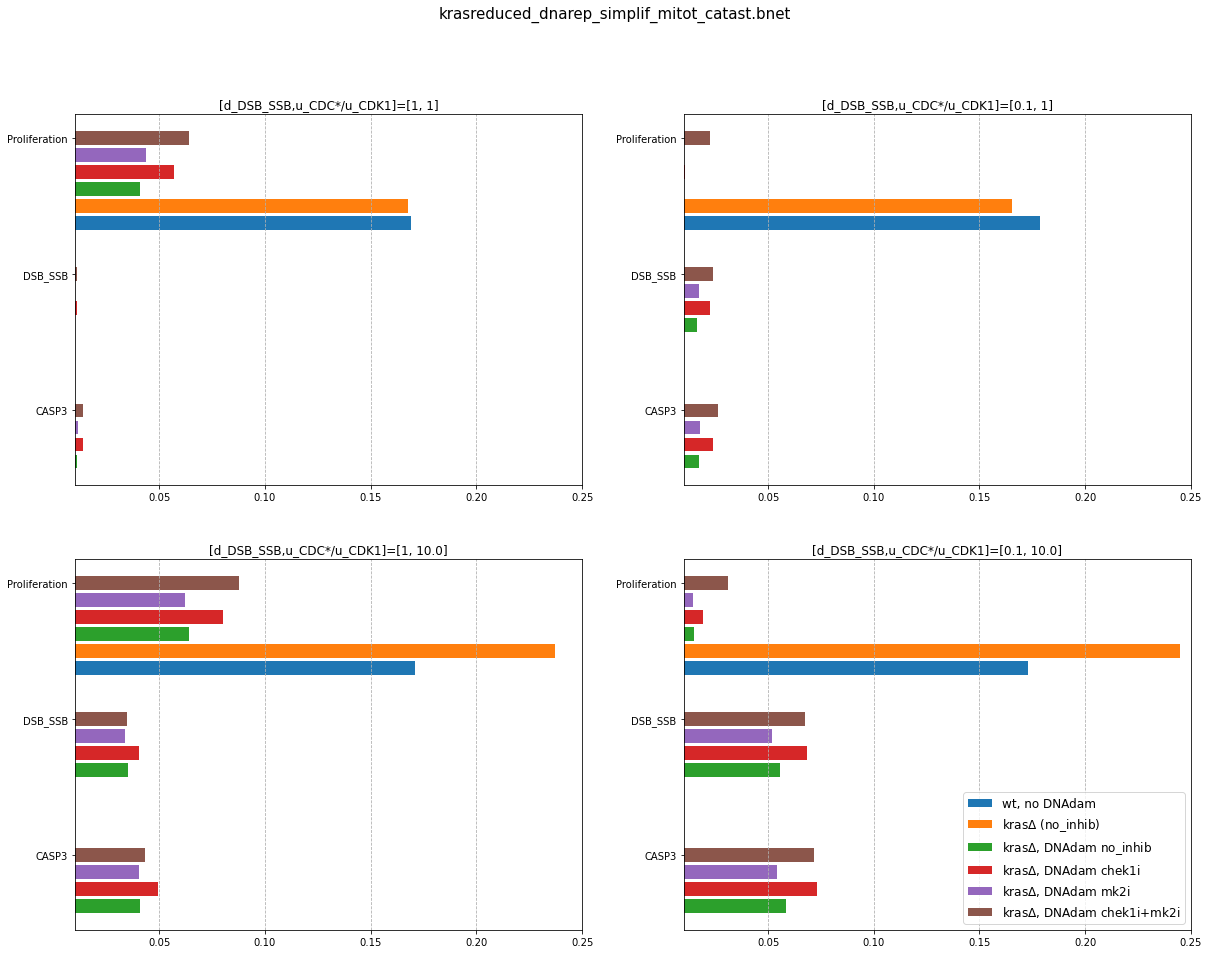 krasreduced_dnarep_simplif_mitot_catast.bnet
[d_DSB_SSB,u_CDC*/u_CDK1]=[1, 1]
Proliferation
DSB_SSB
CASP3
0.05 0.10 0.15 0.20 0.25
[d_DSB_SSB,u_CDC*/u_CDK1]=[0.1, 1]
Proliferation
DSB_SSB
CASP3
0.05 0.10 0.15 0.20 0.25
[d_DSB_SSB,u_CDC*/u_CDK1]=[1, 10.0]
Proliferation
DSB_SSB
CASP3
0.05 0.10 0.15 0.20 0.25
[d_DSB_SSB,u_CDC*/u_CDK1]=[0.1, 10.0]
Proliferation
DSB_SSB
CASP3
0.05 0.10 0.15 0.20 0.25
wt, no DNAdam
krasΔ (no_inhib)
krasΔ, DNAdam no_inhib
krasΔ, DNAdam chek1i
krasΔ, DNAdam mk2i
krasΔ, DNAdam chek1i+mk2i